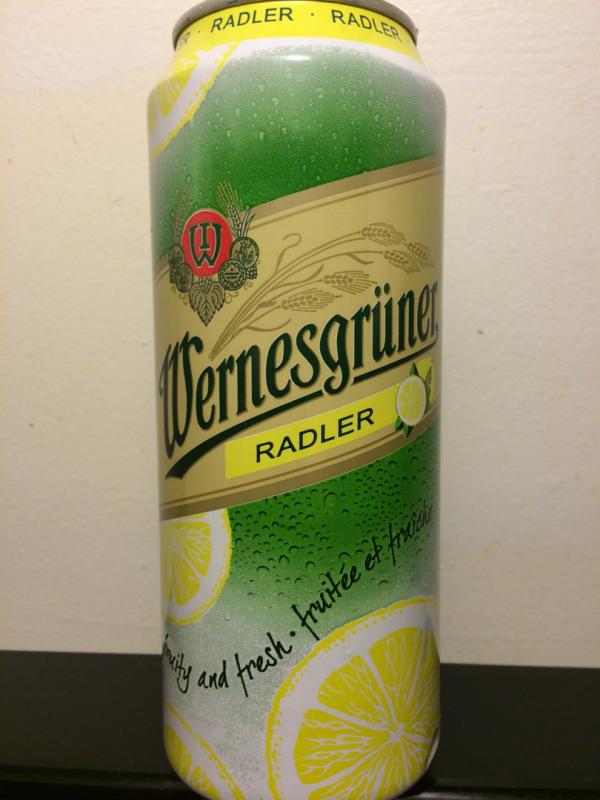 · RADLER · RADLER
W
Wernesgrüner
RADLER
fruity and fresh · fruitée et fraîche